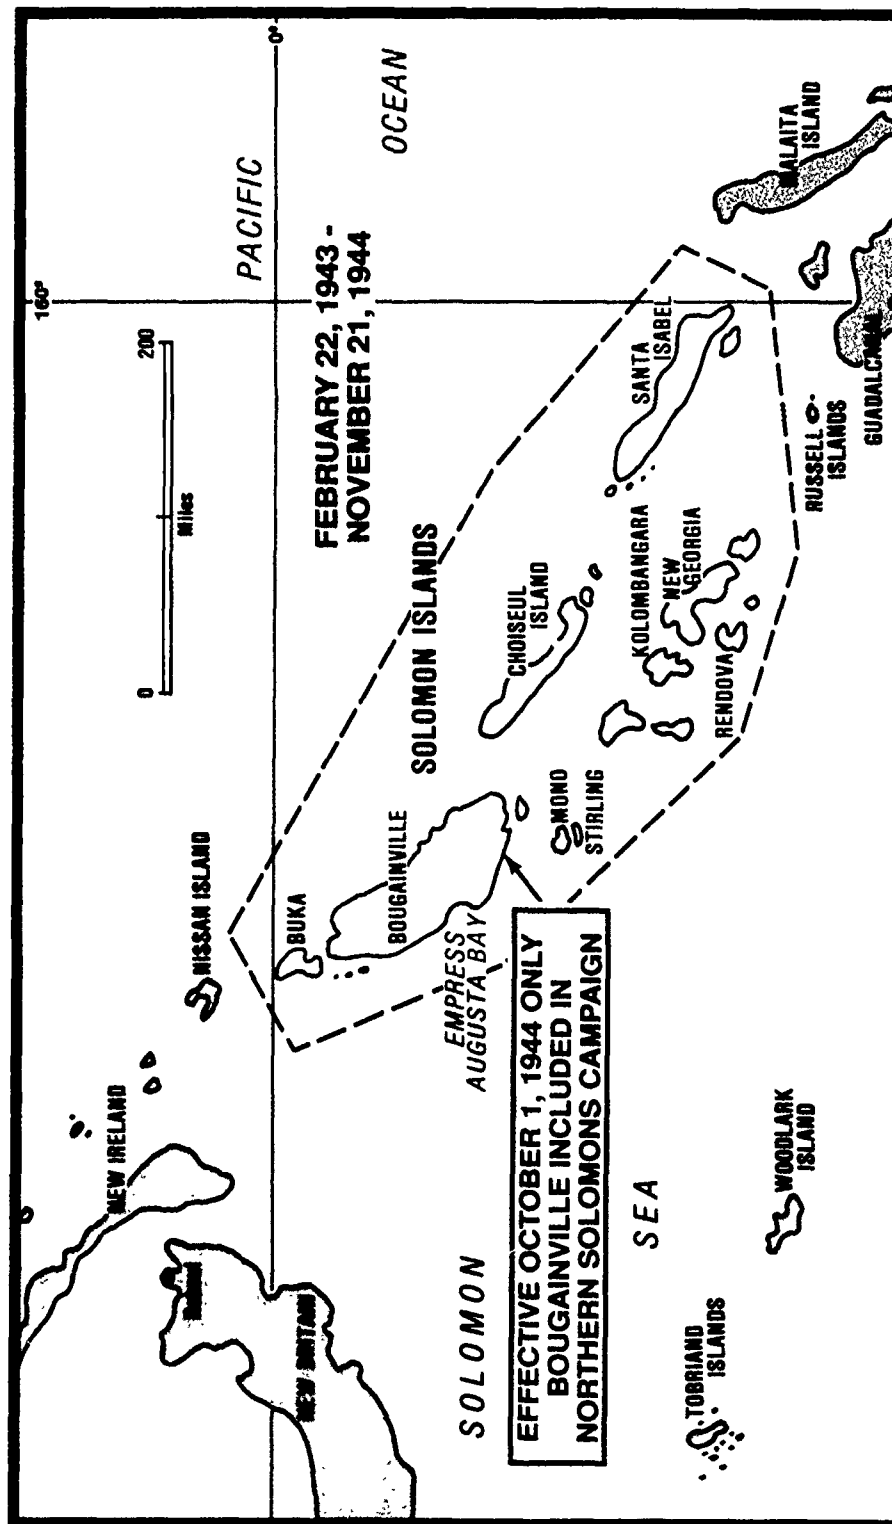 160°
0°
PACIFIC
OCEAN
0
200
Miles
FEBRUARY 22, 1943 -
NOVEMBER 21, 1944
NEW IRELAND
NISSAN ISLAND
Rabaul
NEW BRITAIN
BUKA
BOUGAINVILLE
SOLOMON ISLANDS
EMPRESS
AUGUSTA BAY
CHOISEUL
ISLAND
SANTA
ISABEL
MALAITA
ISLAND
MONO
STIRLING
KOLOMBANGARA
NEW
GEORGIA
RENDOVA
RUSSELL
ISLANDS
GUADALCANAL
SOLOMON
SEA
EFFECTIVE OCTOBER 1, 1944 ONLY
BOUGAINVILLE INCLUDED IN
NORTHERN SOLOMONS CAMPAIGN
TOBRIAND
ISLANDS
WOODLARK
ISLAND